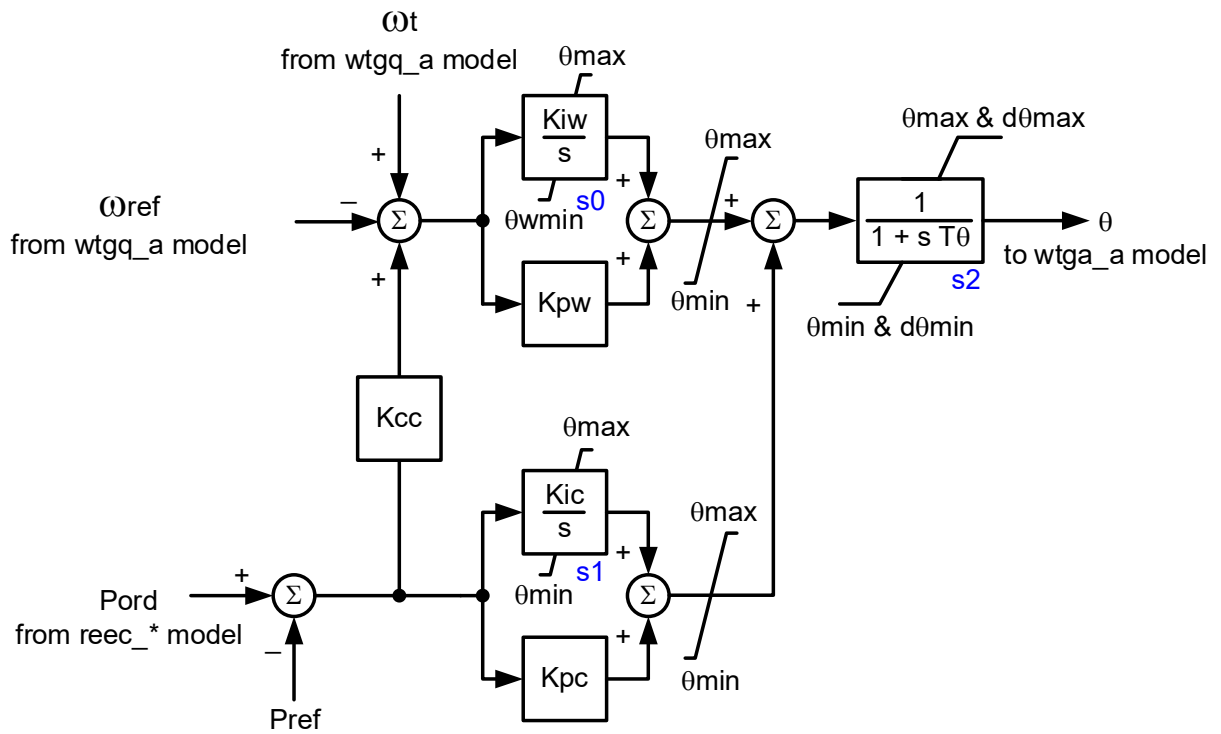 ωt
from wtgq_a model
θmax
Kiw
s
θwmin
s0
+
+
+
θmax
θmax & dθmax
ωref
from wtgq_a model
−
Σ
Σ
+
Σ
1
1 + s Tθ
θ
to wtga_a model
s2
+
+
Kpw
θmin
+
θmin & dθmin
Kcc
θmax
Kic
s
θmin
s1
+
θmax
Pord
from reec_* model
+
Σ
−
Σ
+
Kpc
θmin
Pref